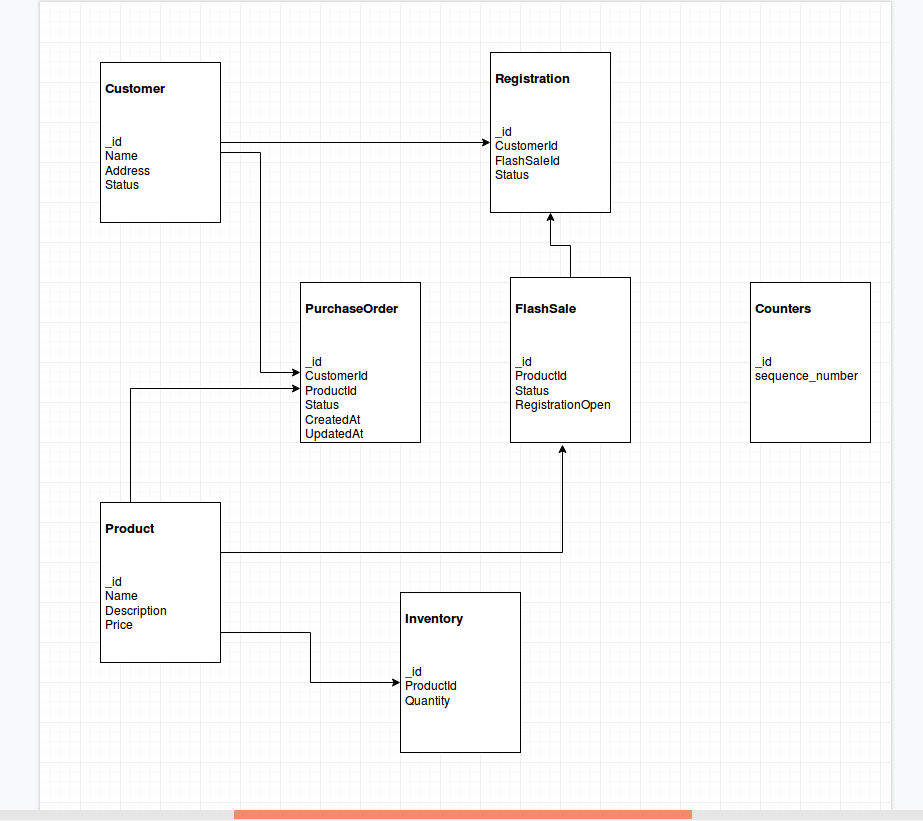 Customer
_id
Name
Address
Status
Registration
_id
CustomerId
FlashSaleId
Status
PurchaseOrder
_id
CustomerId
ProductId
Status
CreatedAt
UpdatedAt
FlashSale
_id
ProductId
Status
RegistrationOpen
Counters
_id
sequence_number
Product
_id
Name
Description
Price
Inventory
_id
ProductId
Quantity